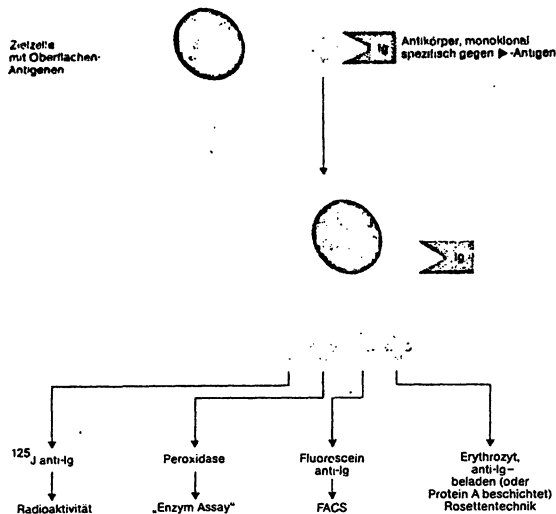 Zielzelle
mit Oberflächen-
Antigenen
Ig
Antikörper, monoklonal
spezifisch gegen ▶-Antigen
Ig
125J anti-Ig
Radioaktivität
Peroxidase
„Enzym Assay“
Fluorescein
anti-Ig
FACS
Erythrozyt,
anti-Ig–
beladen (oder
Protein A beschichtet)
Rosettentechnik